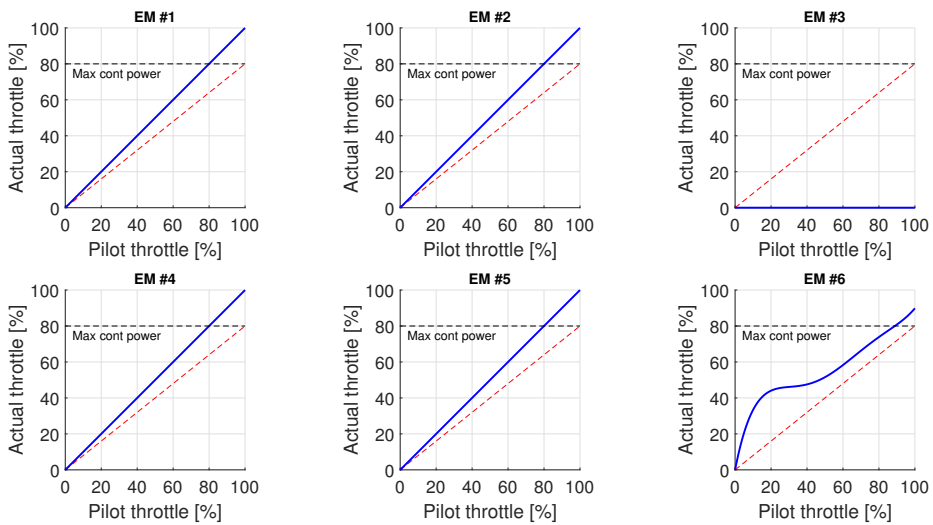 EM #1
100
80
60
40
20
0
Actual throttle [%]
Max cont power
0 20 40 60 80 100
Pilot throttle [%]
EM #2
100
80
60
40
20
0
Actual throttle [%]
Max cont power
0 20 40 60 80 100
Pilot throttle [%]
EM #3
100
80
60
40
20
0
Actual throttle [%]
Max cont power
0 20 40 60 80 100
Pilot throttle [%]
EM #4
100
80
60
40
20
0
Actual throttle [%]
Max cont power
0 20 40 60 80 100
Pilot throttle [%]
EM #5
100
80
60
40
20
0
Actual throttle [%]
Max cont power
0 20 40 60 80 100
Pilot throttle [%]
EM #6
100
80
60
40
20
0
Actual throttle [%]
Max cont power
0 20 40 60 80 100
Pilot throttle [%]